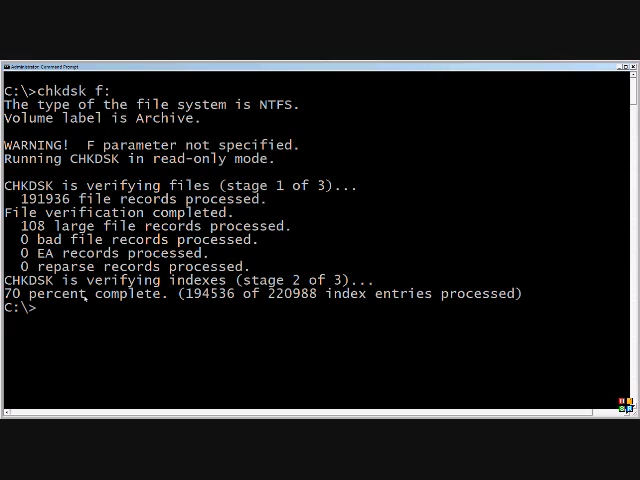 Administrator: Command Prompt
C:\>chkdsk f:
The type of the file system is NTFS.
Volume label is Archive.
WARNING!  F parameter not specified.
Running CHKDSK in read-only mode.
CHKDSK is verifying files (stage 1 of 3)...
  191936 file records processed.
File verification completed.
  108 large file records processed.
  0 bad file records processed.
  0 EA records processed.
  0 reparse records processed.
CHKDSK is verifying indexes (stage 2 of 3)...
70 percent complete. (194536 of 220988 index entries processed)
C:\>